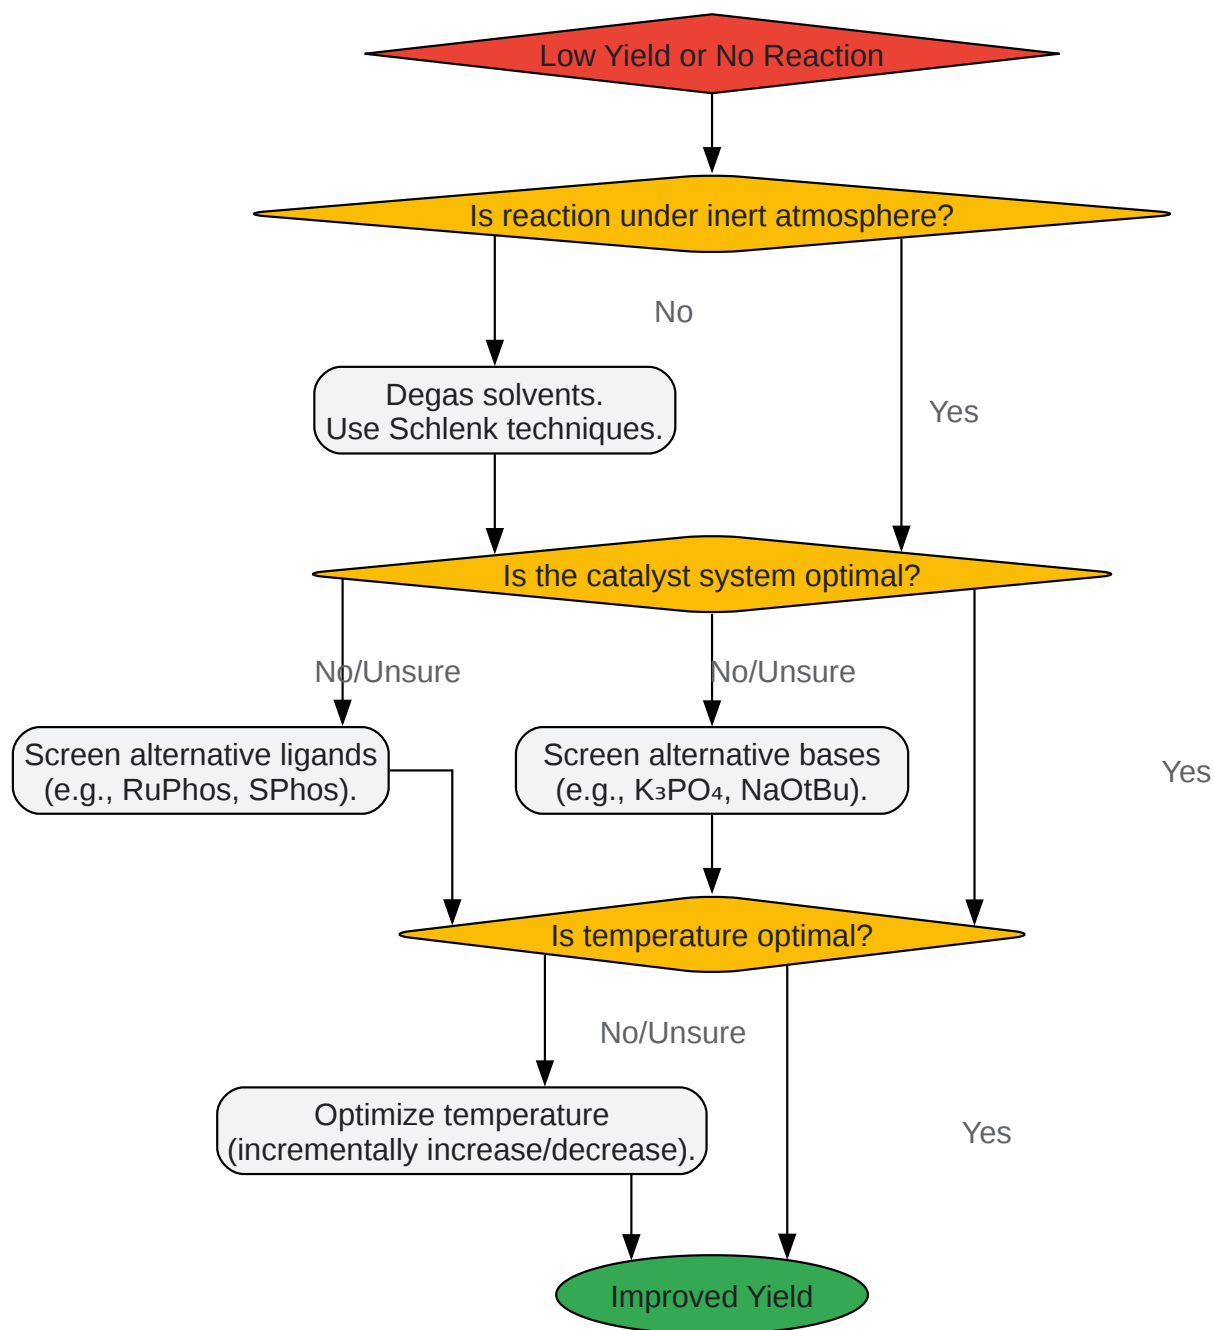 Low Yield or No Reaction
Is reaction under inert atmosphere?
No
Degas solvents.
Use Schlenk techniques.
Yes
Is the catalyst system optimal?
No/Unsure
No/Unsure
Screen alternative ligands
(e.g., RuPhos, SPhos).
Screen alternative bases
(e.g., K₃PO₄, NaOtBu).
Yes
Is temperature optimal?
No/Unsure
Optimize temperature
(incrementally increase/decrease).
Yes
Improved Yield